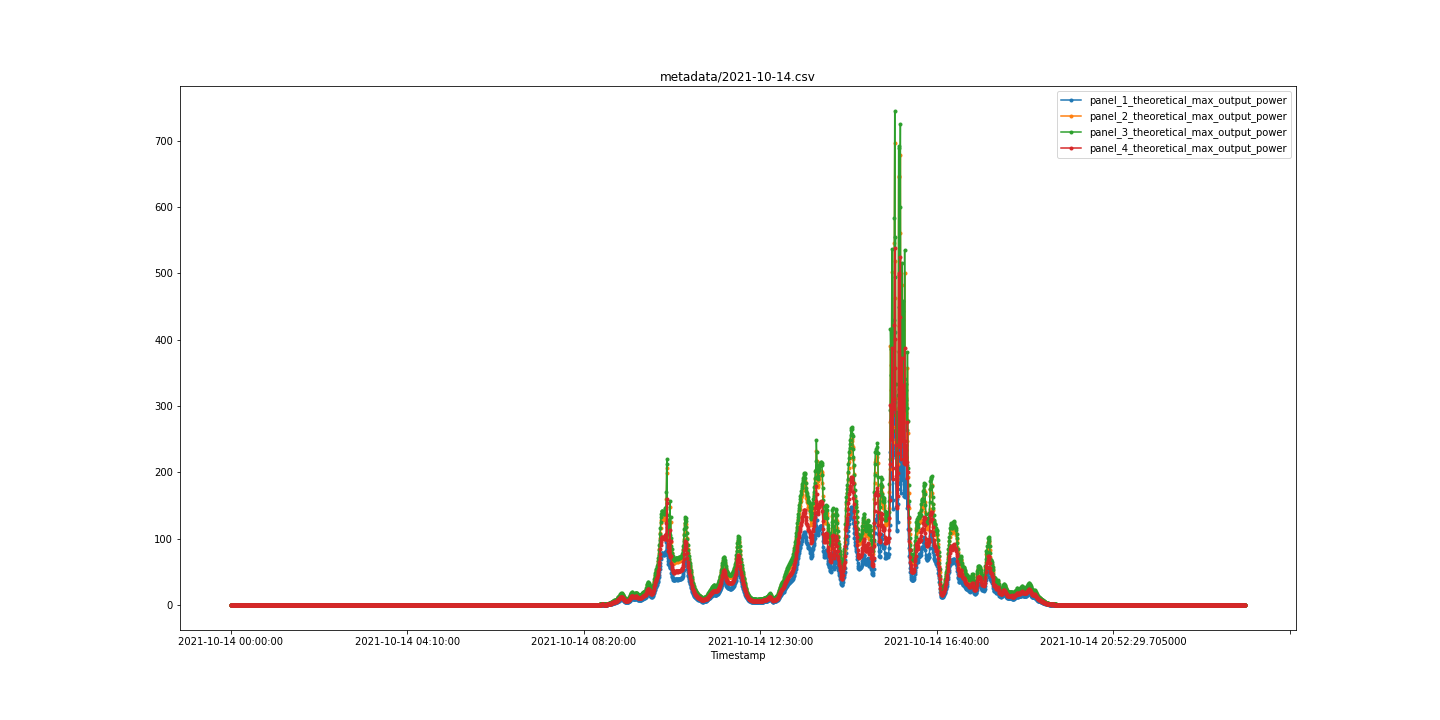 metadata/2021-10-14.csv
panel_1_theoretical_max_output_power
panel_2_theoretical_max_output_power
panel_3_theoretical_max_output_power
panel_4_theoretical_max_output_power
700
600
500
400
300
200
100
0
2021-10-14 00:00:00 2021-10-14 04:10:00 2021-10-14 08:20:00 2021-10-14 12:30:00 2021-10-14 16:40:00 2021-10-14 20:52:29.705000
Timestamp